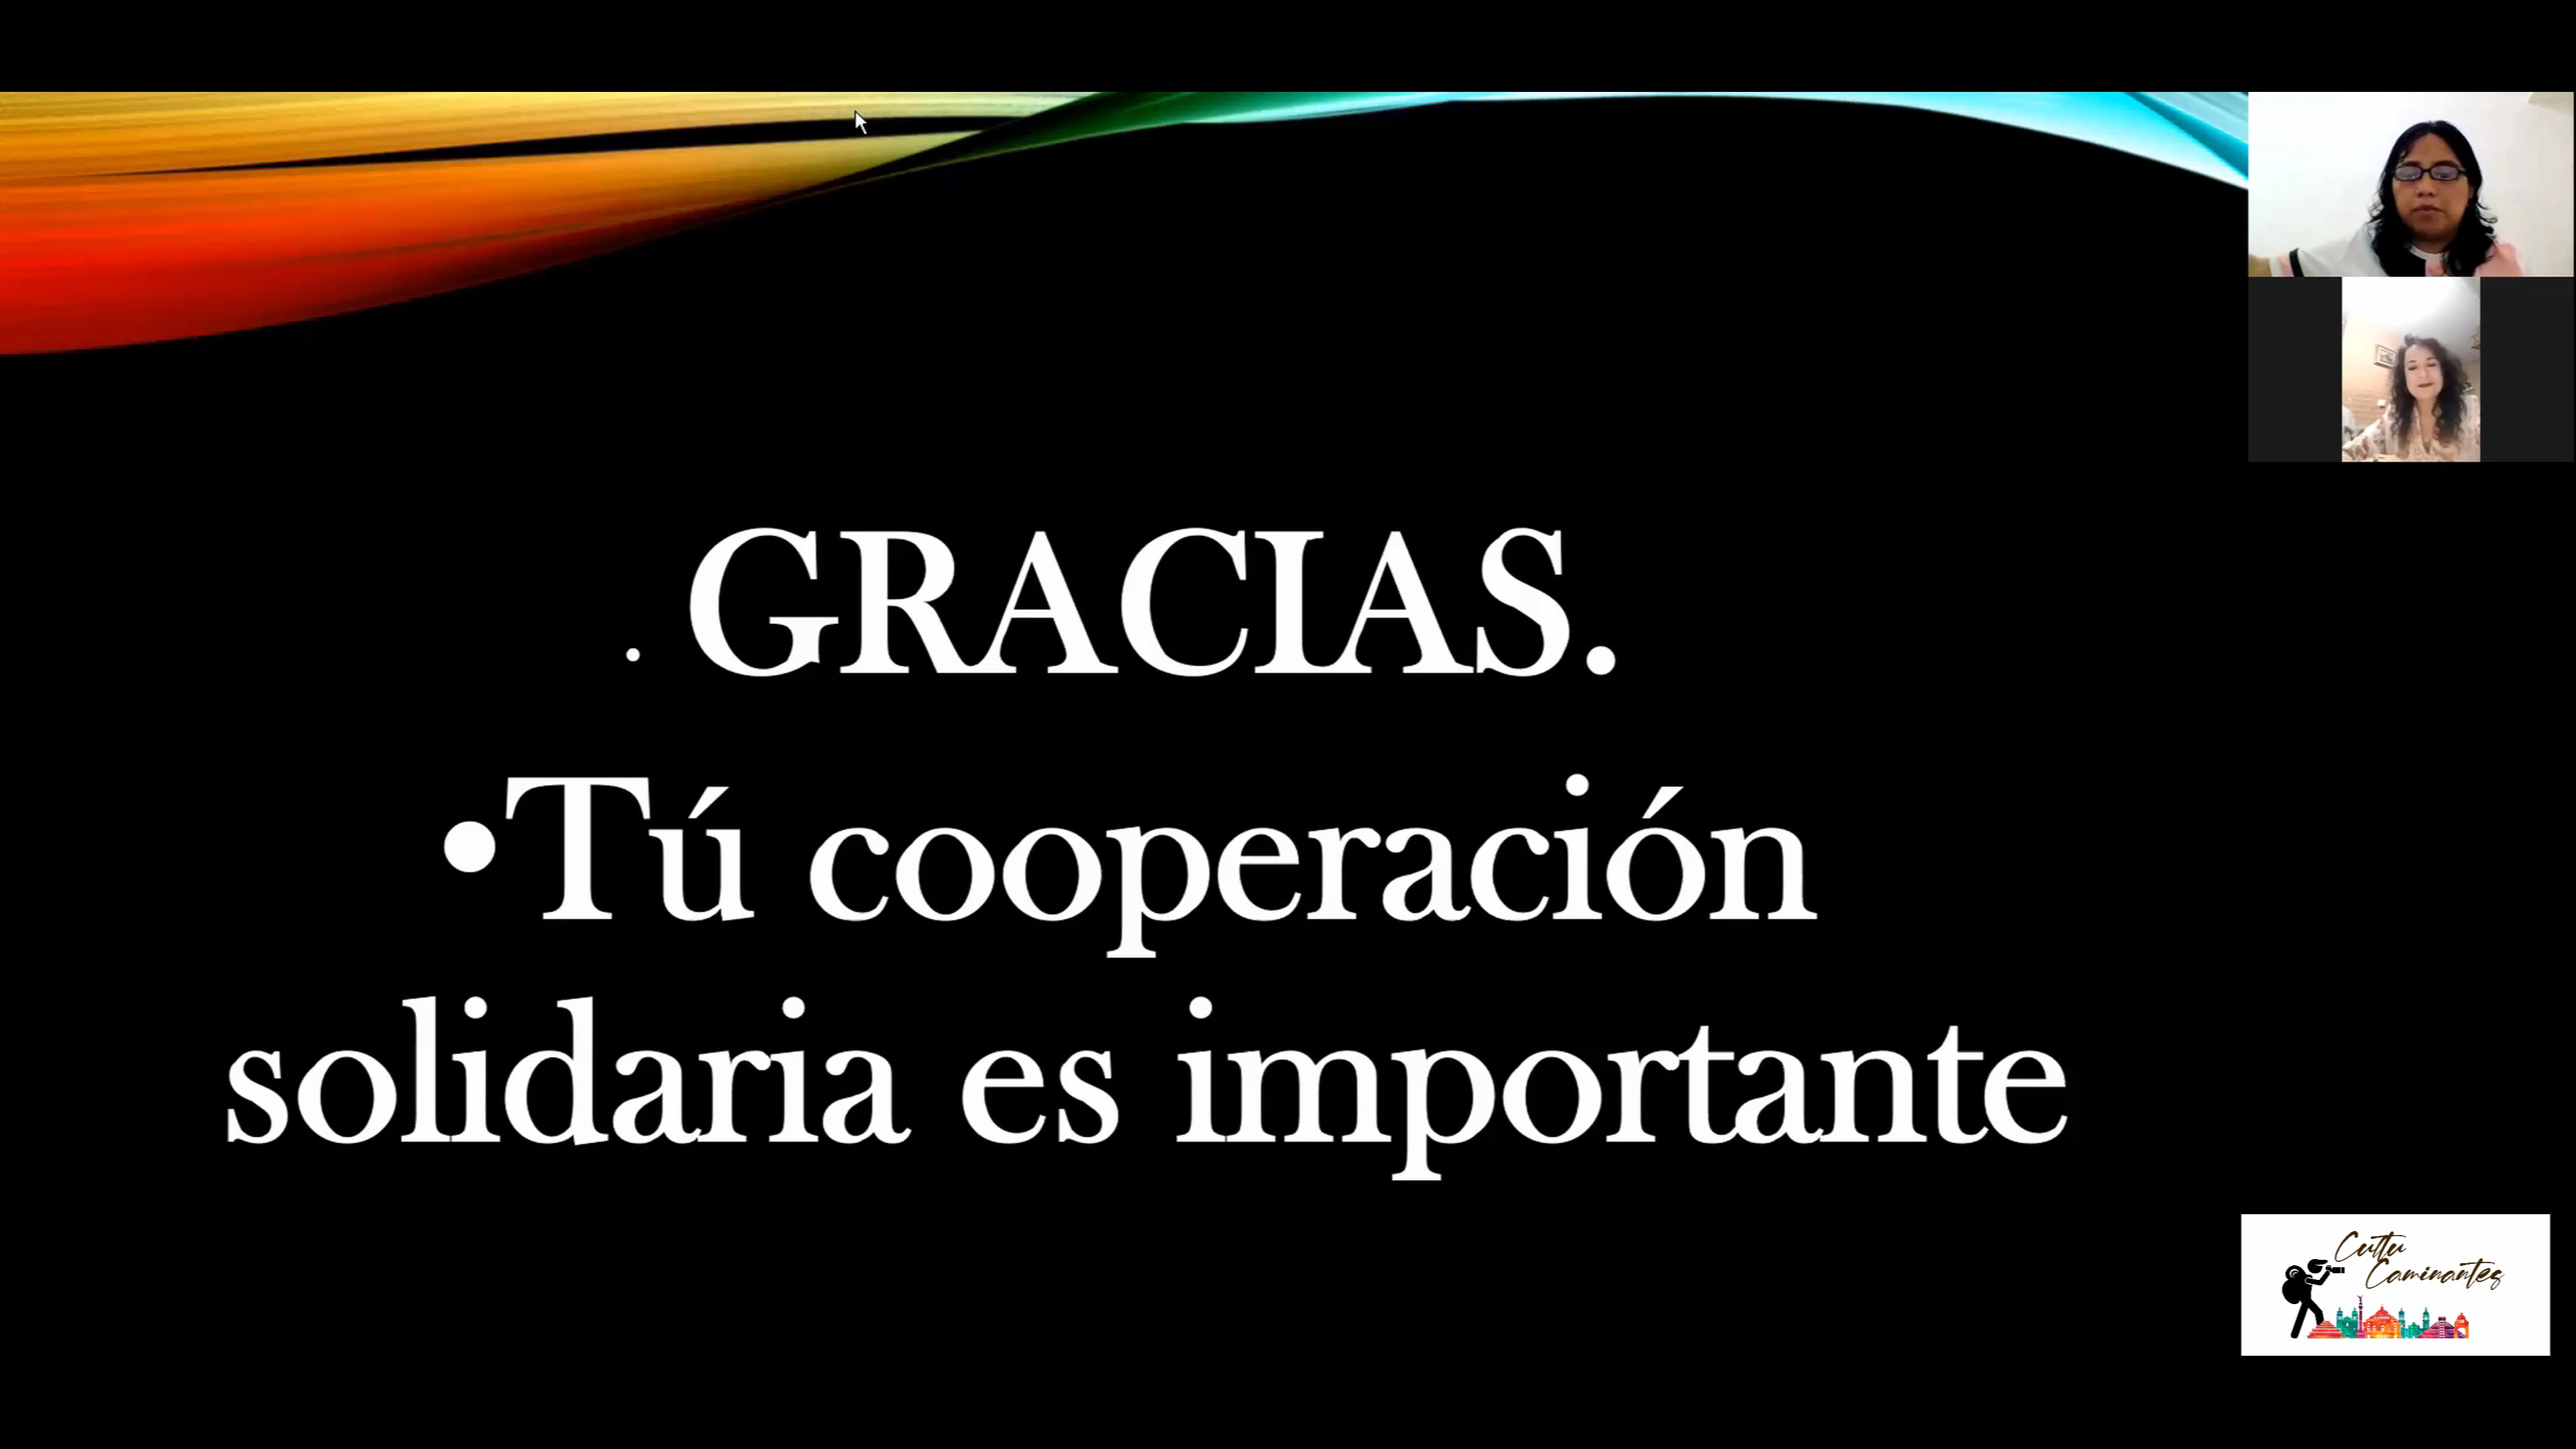 . GRACIAS.
•Tú cooperación
solidaria es importante
Cultu
Caminantes